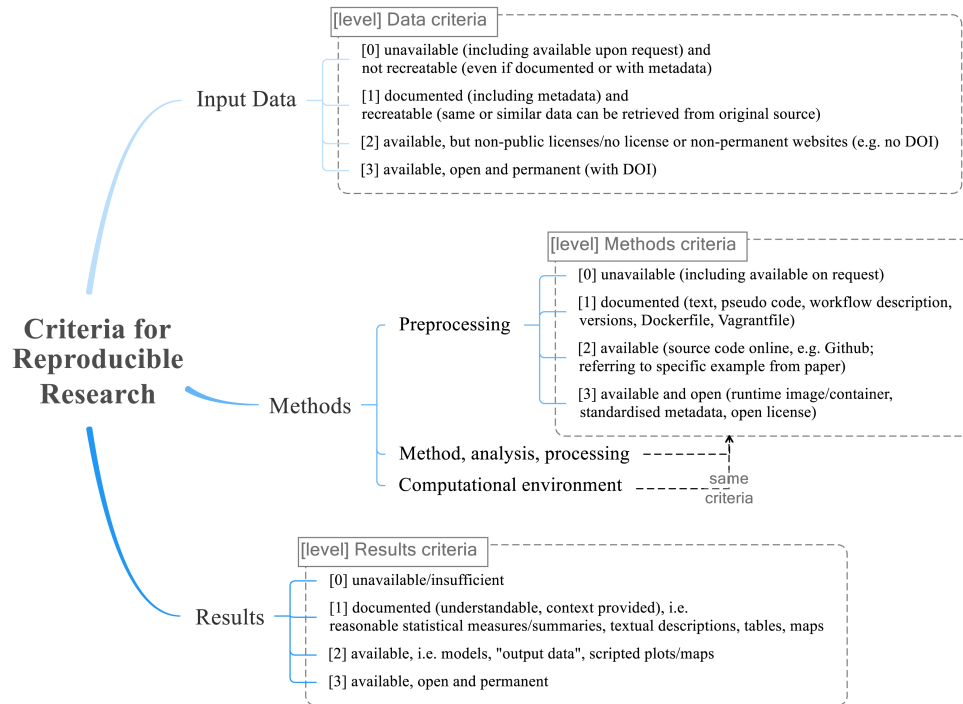 Criteria for
Reproducible
Research
Input Data
[level] Data criteria
[0] unavailable (including available upon request) and
not recreatable (even if documented or with metadata)
[1] documented (including metadata) and
recreatable (same or similar data can be retrieved from original source)
[2] available, but non-public licenses/no license or non-permanent websites (e.g. no DOI)
[3] available, open and permanent (with DOI)
Methods
[level] Methods criteria
Preprocessing
[0] unavailable (including available on request)
[1] documented (text, pseudo code, workflow description,
versions, Dockerfile, Vagrantfile)
[2] available (source code online, e.g. Github;
referring to specific example from paper)
[3] available and open (runtime image/container,
standardised metadata, open license)
Method, analysis, processing
Computational environment
same
criteria
Results
[level] Results criteria
[0] unavailable/insufficient
[1] documented (understandable, context provided), i.e.
reasonable statistical measures/summaries, textual descriptions, tables, maps
[2] available, i.e. models, "output data", scripted plots/maps
[3] available, open and permanent